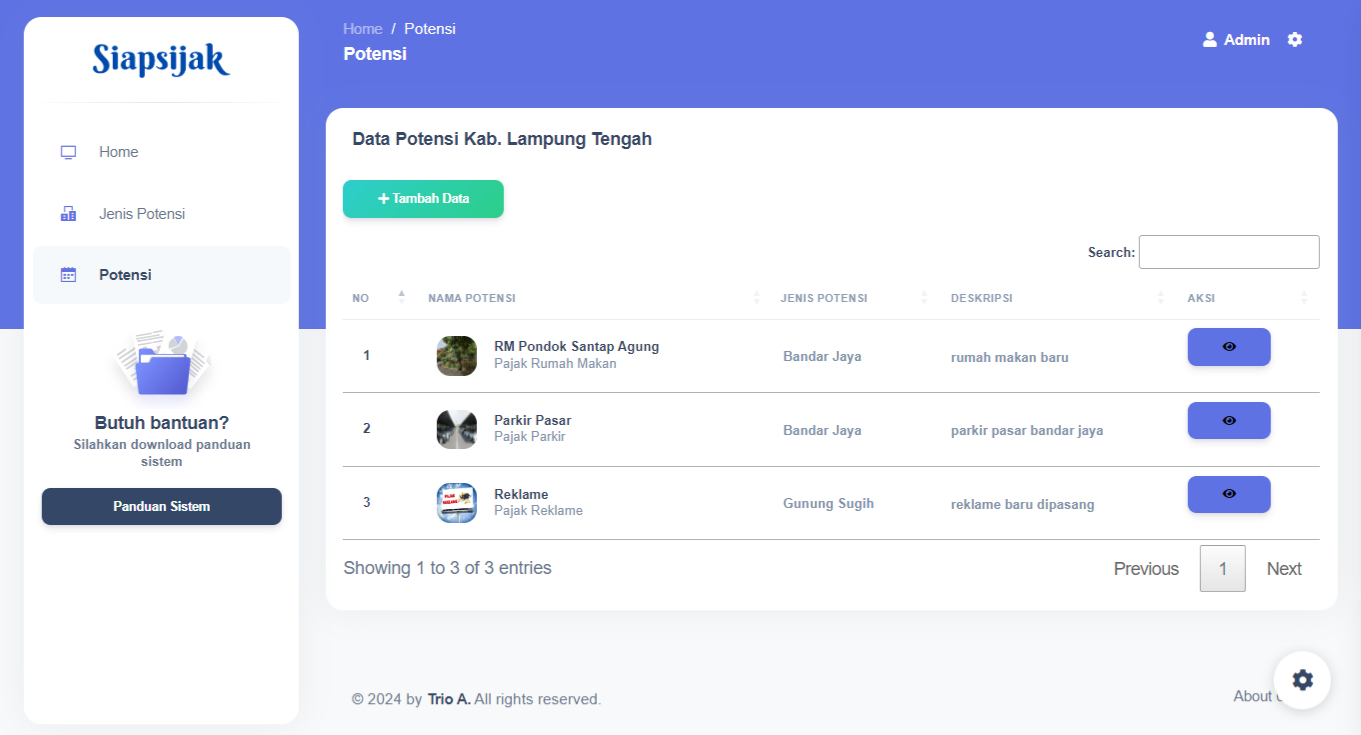 Siapsijak
Home
Jenis Potensi
Potensi
Butuh bantuan?
Silahkan download panduan
sistem
Panduan Sistem
Home / Potensi
Potensi
Admin
Data Potensi Kab. Lampung Tengah
+ Tambah Data
Search:
NO NAMA POTENSI JENIS POTENSI DESKRIPSI AKSI
1 RM Pondok Santap Agung Bandar Jaya rumah makan baru
Pajak Rumah Makan
2 Parkir Pasar Bandar Jaya parkir pasar bandar jaya
Pajak Parkir
3 Reklame Gunung Sugih reklame baru dipasang
Pajak Reklame
Showing 1 to 3 of 3 entries
Previous 1 Next
© 2024 by Trio A. All rights reserved.
About